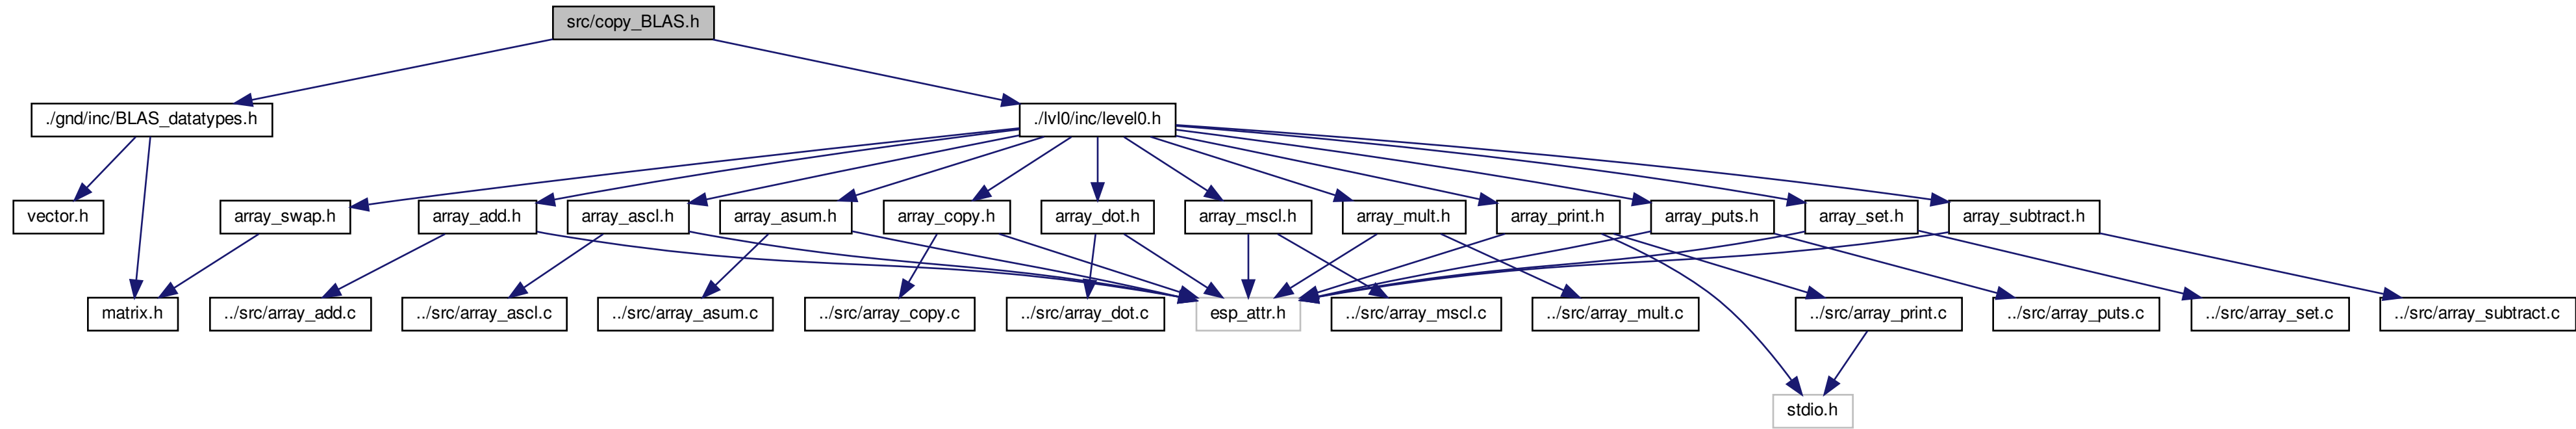 src/copy_BLAS.h
./gnd/inc/BLAS_datatypes.h
./lvl0/inc/level0.h
vector.h
array_swap.h
array_add.h
array_ascl.h
array_asum.h
array_copy.h
array_dot.h
array_mscl.h
array_mult.h
array_print.h
array_puts.h
array_set.h
array_subtract.h
matrix.h
../src/array_add.c
../src/array_ascl.c
../src/array_asum.c
../src/array_copy.c
../src/array_dot.c
esp_attr.h
../src/array_mscl.c
../src/array_mult.c
../src/array_print.c
../src/array_puts.c
../src/array_set.c
../src/array_subtract.c
stdio.h